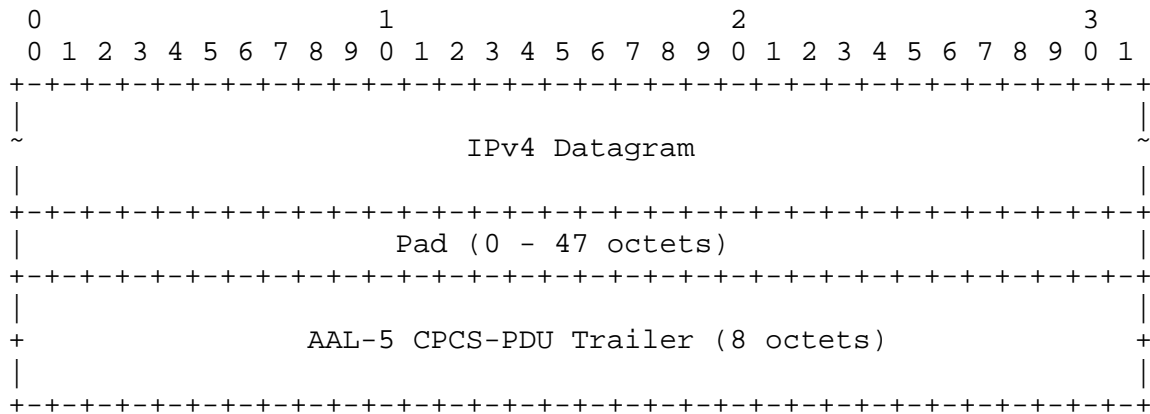 0                   1                   2                   3
 0 1 2 3 4 5 6 7 8 9 0 1 2 3 4 5 6 7 8 9 0 1 2 3 4 5 6 7 8 9 0 1
+-+-+-+-+-+-+-+-+-+-+-+-+-+-+-+-+-+-+-+-+-+-+-+-+-+-+-+-+-+-+-+-+
|                                                               |
~                         IPv4 Datagram                         ~
|                                                               |
+-+-+-+-+-+-+-+-+-+-+-+-+-+-+-+-+-+-+-+-+-+-+-+-+-+-+-+-+-+-+-+-+
|                     Pad (0 - 47 octets)                       |
+-+-+-+-+-+-+-+-+-+-+-+-+-+-+-+-+-+-+-+-+-+-+-+-+-+-+-+-+-+-+-+-+
|                                                               |
+                AAL-5 CPCS-PDU Trailer (8 octets)              +
|                                                               |
+-+-+-+-+-+-+-+-+-+-+-+-+-+-+-+-+-+-+-+-+-+-+-+-+-+-+-+-+-+-+-+-+